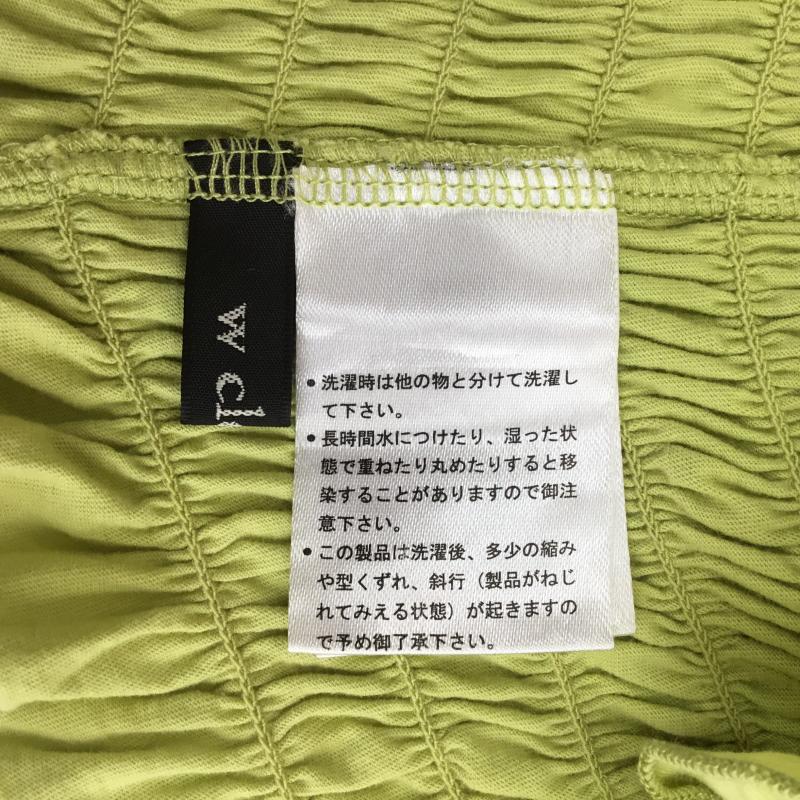 w cl
• 洗濯時は他の物と分けて洗濯し
て下さい。
• 長時間水につけたり、湿った状
態で重ねたり丸めたりすると移
染することがありますので御注
意下さい。
• この製品は洗濯後、多少の縮み
や型くずれ、斜行（製品がねじ
れてみえる状態）が起きますの
で予め御了承下さい。